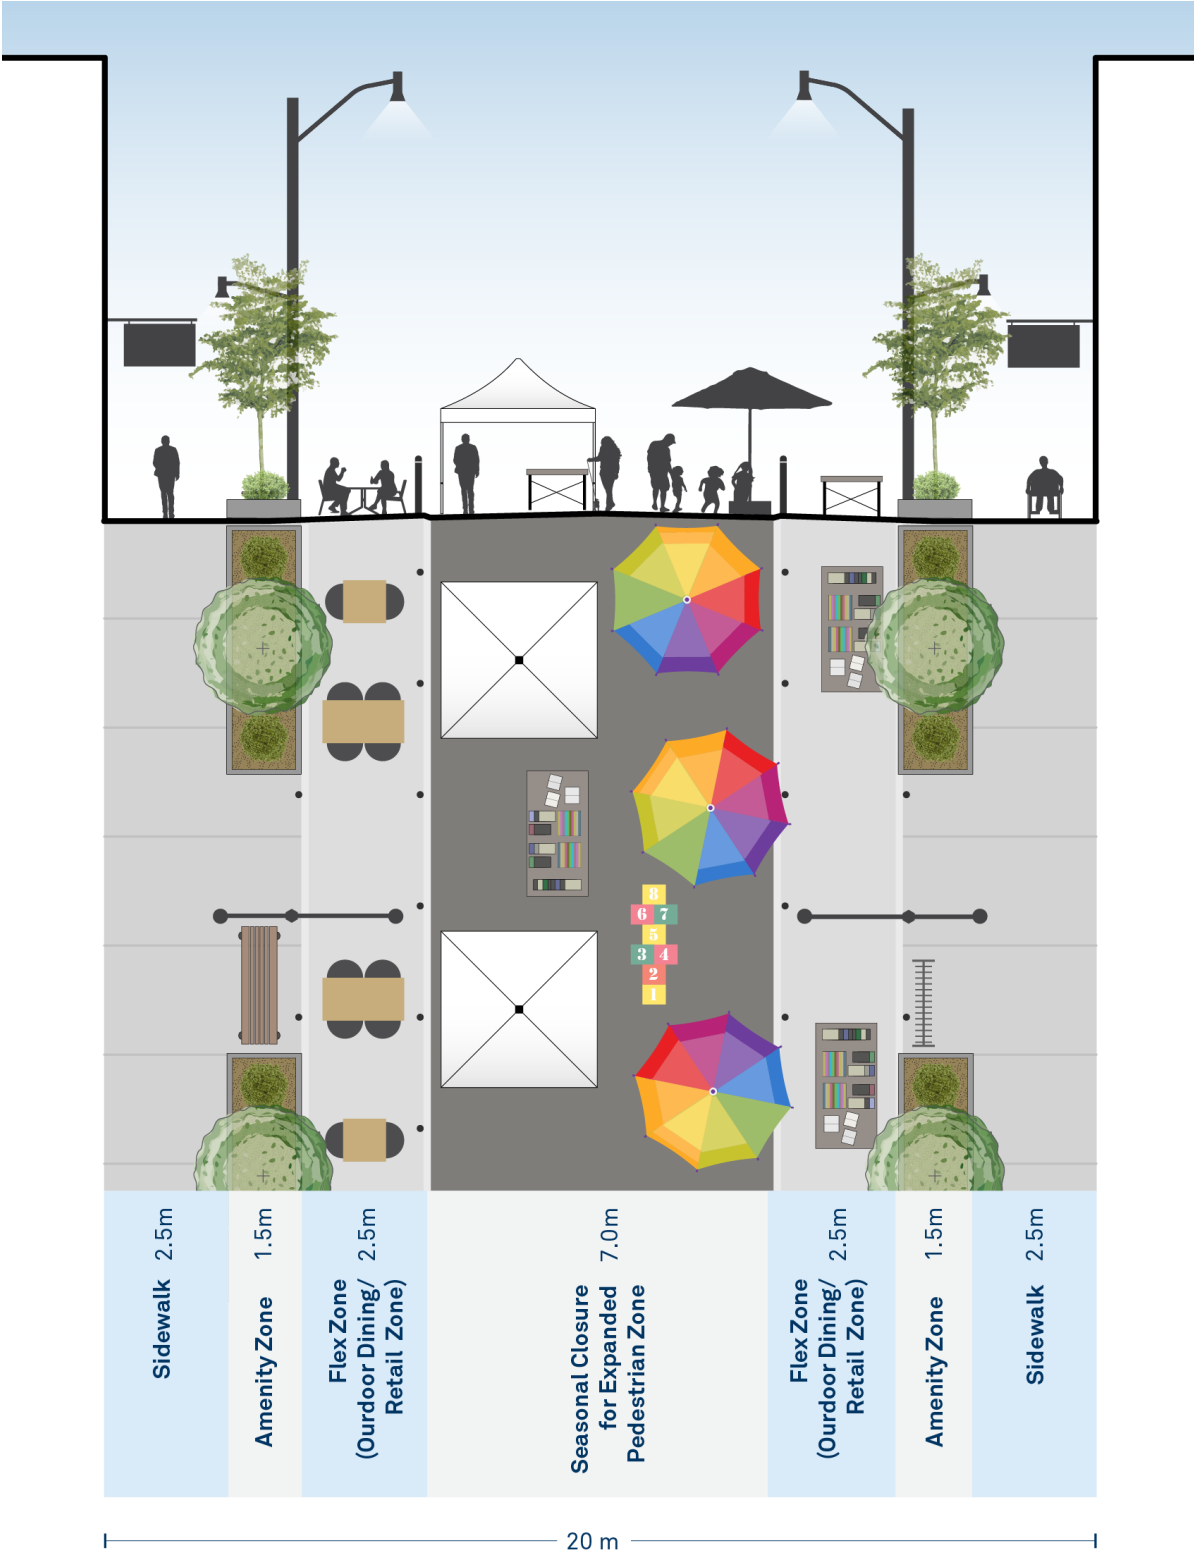 8
6 7
5
3 4
2
1
2.5m
Sidewalk
1.5m
Amenity Zone
2.5m
Flex Zone
(Ourdoor Dining/
Retail Zone)
7.0m
Seasonal Closure
for Expanded
Pedestrian Zone
2.5m
Flex Zone
(Ourdoor Dining/
Retail Zone)
1.5m
Amenity Zone
2.5m
Sidewalk
20 m